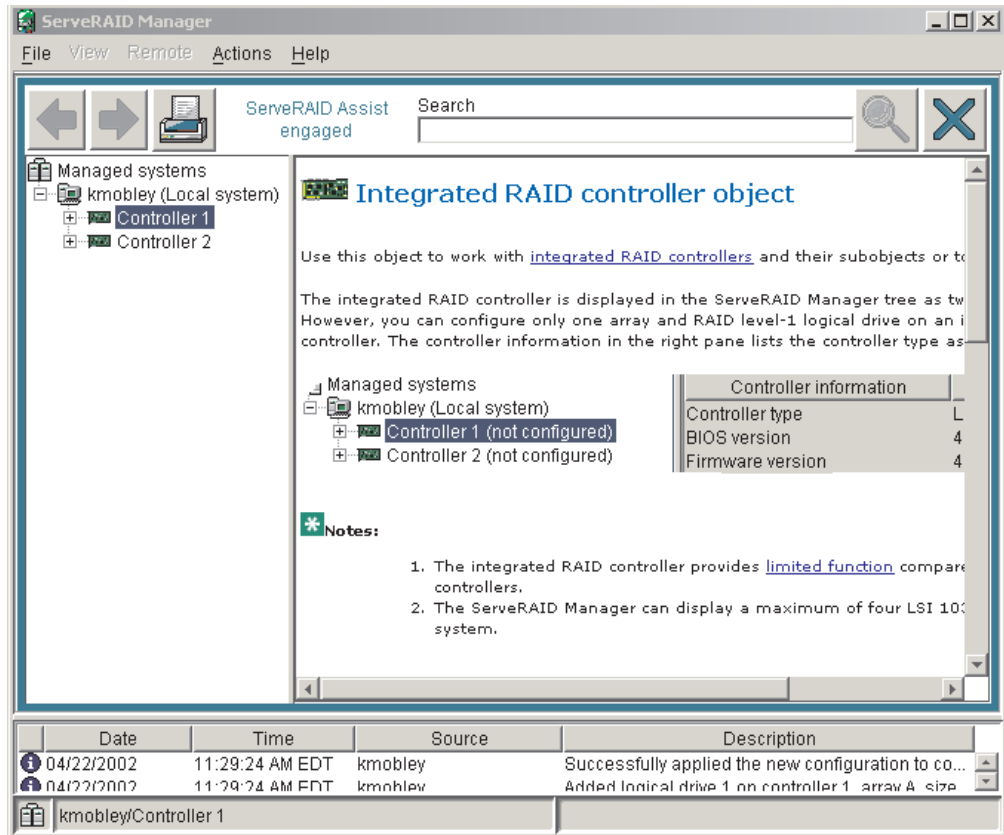 ServeRAID Manager
File View Remote Actions Help
ServeRAID Assist
engaged
Search
Managed systems
kmobley (Local system)
Controller 1
Controller 2
Integrated RAID controller object
Use this object to work with integrated RAID controllers and their subobjects or to
The integrated RAID controller is displayed in the ServeRAID Manager tree as tw
However, you can configure only one array and RAID level-1 logical drive on an i
controller. The controller information in the right pane lists the controller type as
Managed systems
kmobley (Local system)
Controller 1 (not configured)
Controller 2 (not configured)
Controller information
Controller type L
BIOS version 4
Firmware version 4
Notes:
1. The integrated RAID controller provides limited function compare
controllers.
2. The ServeRAID Manager can display a maximum of four LSI 103
system.
Date Time Source Description
04/22/2002 11:29:24 AM EDT kmobley Successfully applied the new configuration to co...
04/22/2002 11:29:24 AM EDT kmobley Added logical drive 1 on controller 1, array A, size
kmobley/Controller 1